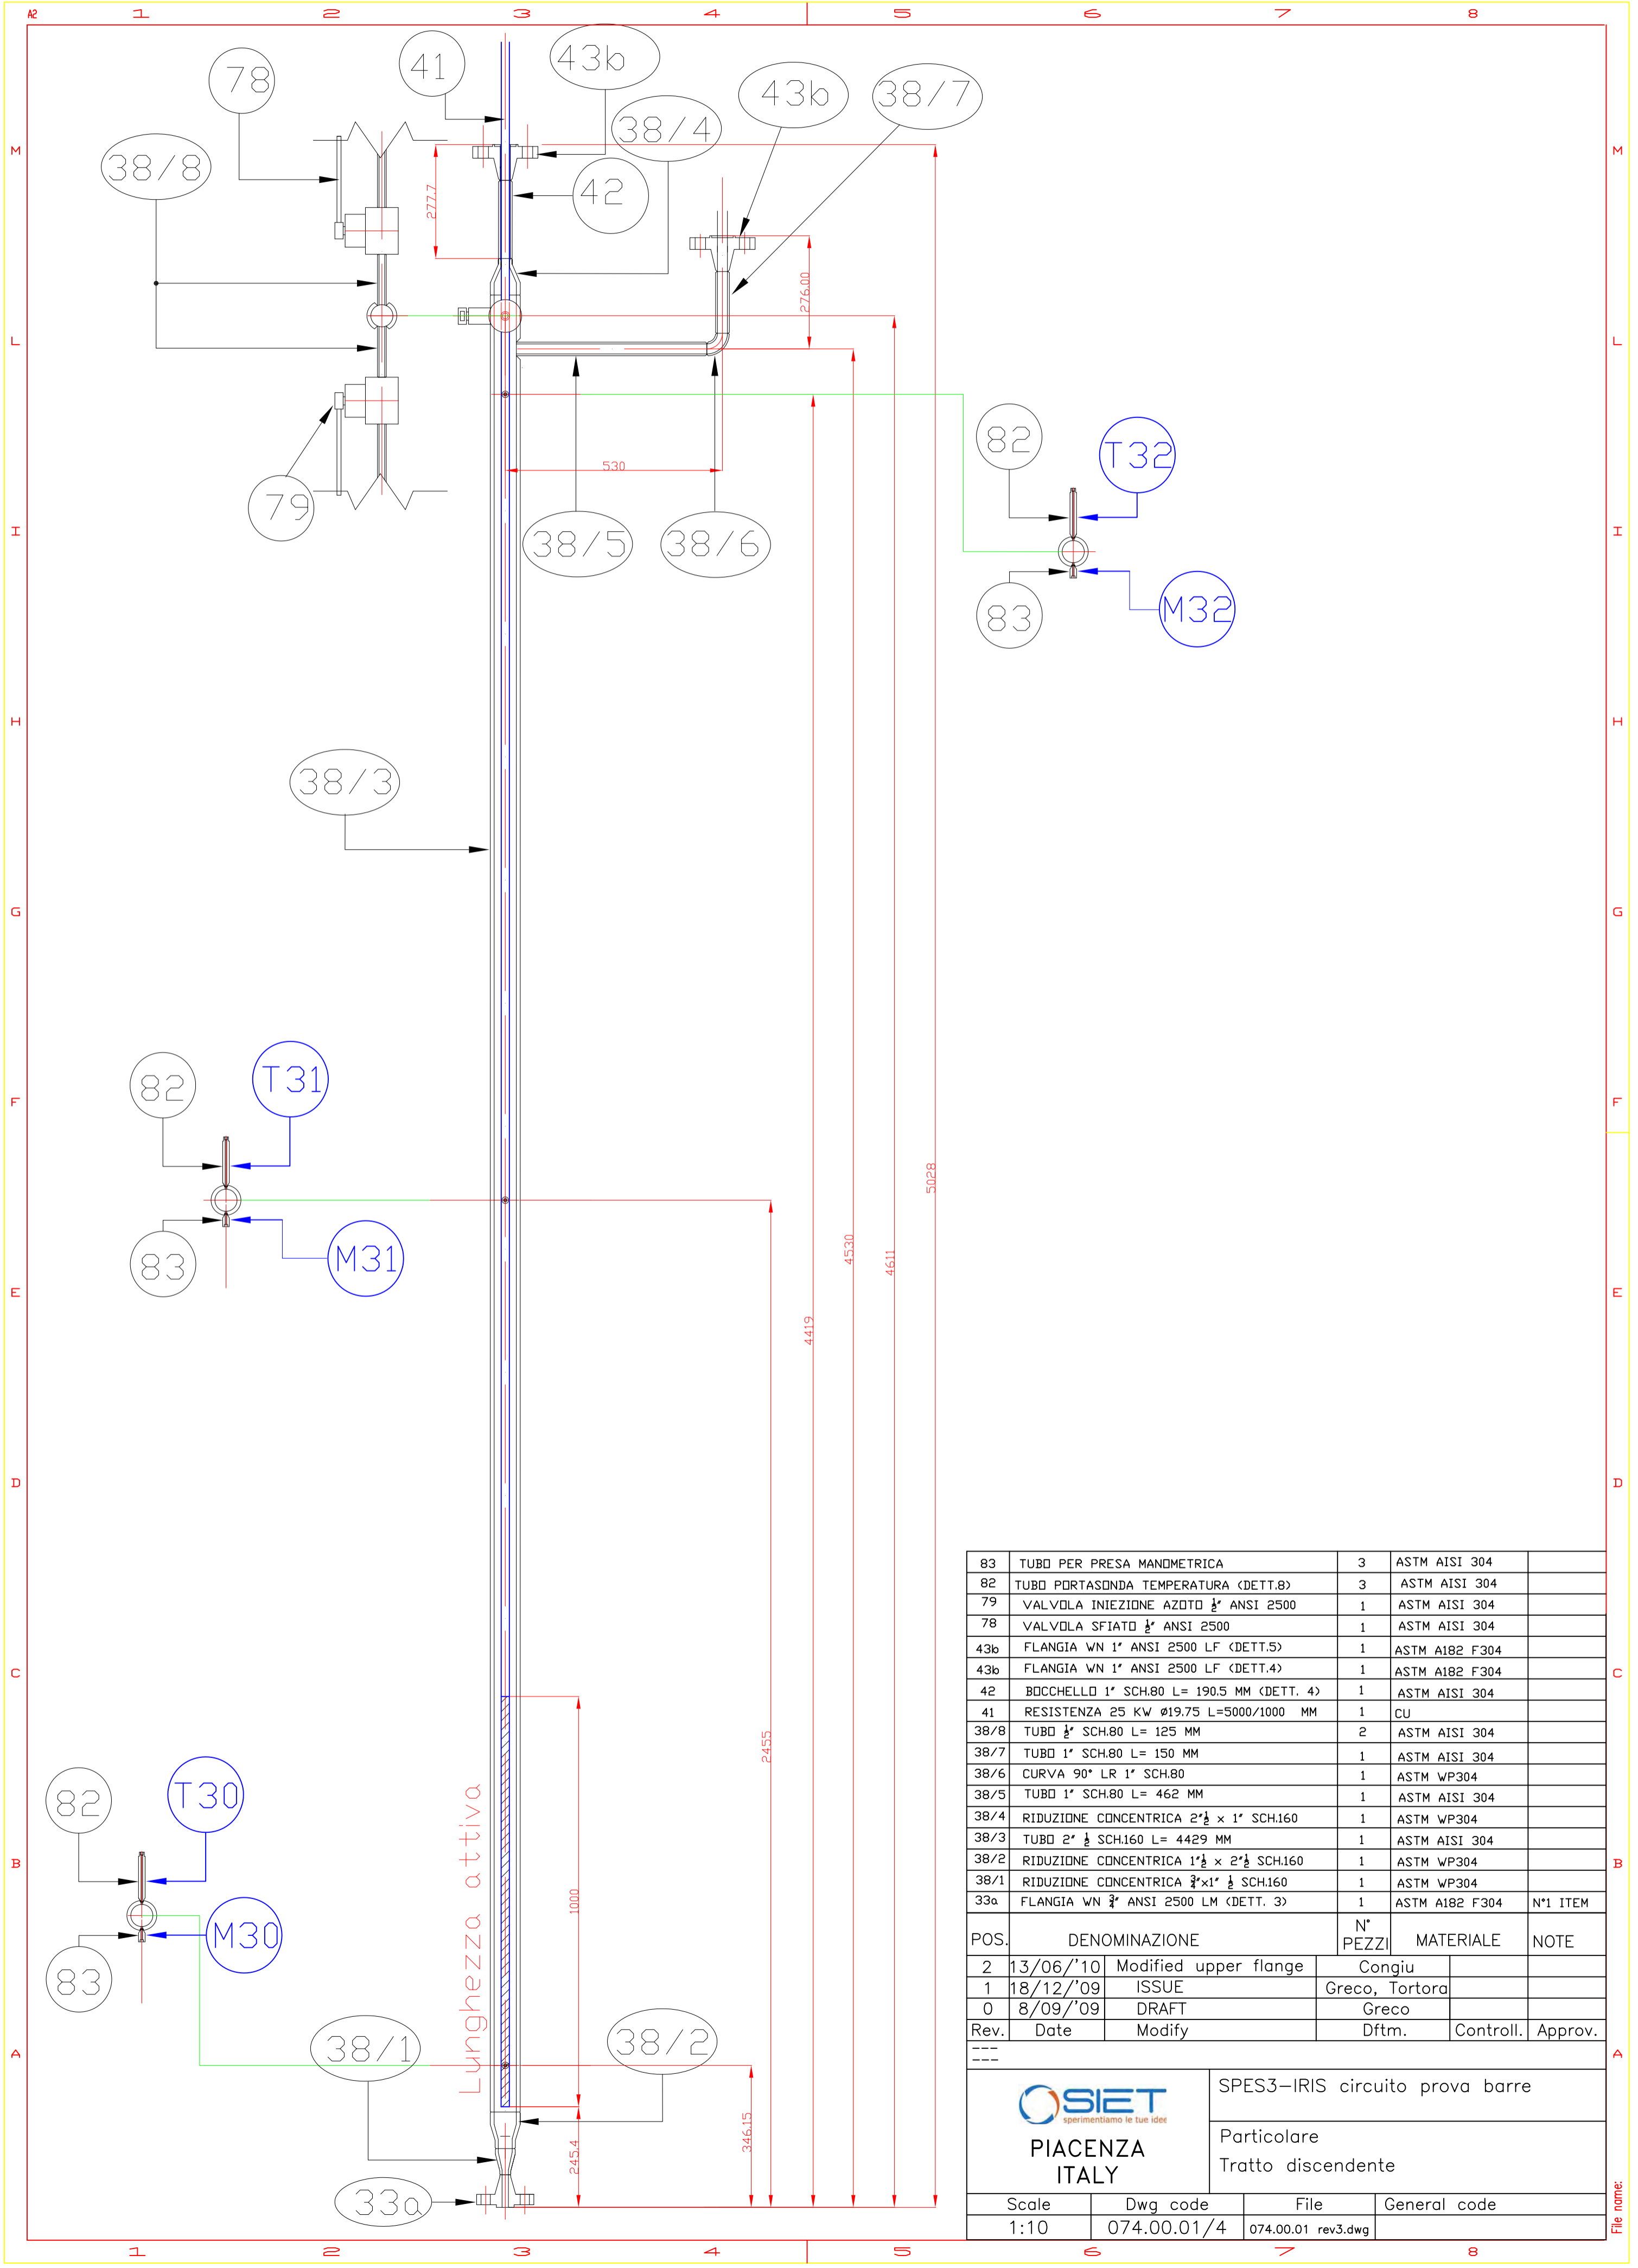 A2 1 2 3 4 5 6 7 8
M
L
I
H
G
F
E
D
C
B
A
M
L
I
H
G
F
E
D
C
B
A
78
41
43b
43b
38/7
38/8
38/4
42
277.7
276.00
79
530
38/5
38/6
82
T32
83
M32
38/3
82
T31
83
M31
5028
4530
4611
4419
2455
1000
Lunghezza attiva
82
T30
83
M30
38/1
38/2
346.15
245.4
33a
83 TUBO PER PRESA MANOMETRICA 3 ASTM AISI 304
82 TUBO PORTASONDA TEMPERATURA (DETT.8) 3 ASTM AISI 304
79 VALVOLA INIEZIONE AZOTO ½" ANSI 2500 1 ASTM AISI 304
78 VALVOLA SFIATO ½" ANSI 2500 1 ASTM AISI 304
43b FLANGIA WN 1" ANSI 2500 LF (DETT.5) 1 ASTM A182 F304
43b FLANGIA WN 1" ANSI 2500 LF (DETT.4) 1 ASTM A182 F304
42 BOCCHELLO 1" SCH.80 L= 190.5 MM (DETT. 4) 1 ASTM AISI 304
41 RESISTENZA 25 KW Ø19.75 L=5000/1000 MM 1 CU
38/8 TUBO ½" SCH.80 L= 125 MM 2 ASTM AISI 304
38/7 TUBO 1" SCH.80 L= 150 MM 1 ASTM AISI 304
38/6 CURVA 90° LR 1" SCH.80 1 ASTM WP304
38/5 TUBO 1" SCH.80 L= 462 MM 1 ASTM AISI 304
38/4 RIDUZIONE CONCENTRICA 2"½ x 1" SCH.160 1 ASTM WP304
38/3 TUBO 2" ½ SCH.160 L= 4429 MM 1 ASTM AISI 304
38/2 RIDUZIONE CONCENTRICA 1"½ x 2"½ SCH.160 1 ASTM WP304
38/1 RIDUZIONE CONCENTRICA ¾"x1" ½ SCH.160 1 ASTM WP304
33a FLANGIA WN ¾" ANSI 2500 LM (DETT. 3) 1 ASTM A182 F304 N°1 ITEM
POS. DENOMINAZIONE N° PEZZI MATERIALE NOTE
2 13/06/'10 Modified upper flange Congiu
1 18/12/'09 ISSUE Greco, Tortora
0 8/09/'09 DRAFT Greco
Rev. Date Modify Dftm. Controll. Approv.
---
---
SIET
sperimentiamo le tue idee
PIACENZA
ITALY
SPES3-IRIS circuito prova barre
Particolare
Tratto discendente
Scale Dwg code File General code
1:10 074.00.01/4 074.00.01 rev3.dwg
File name:
1 2 3 4 5 6 7 8